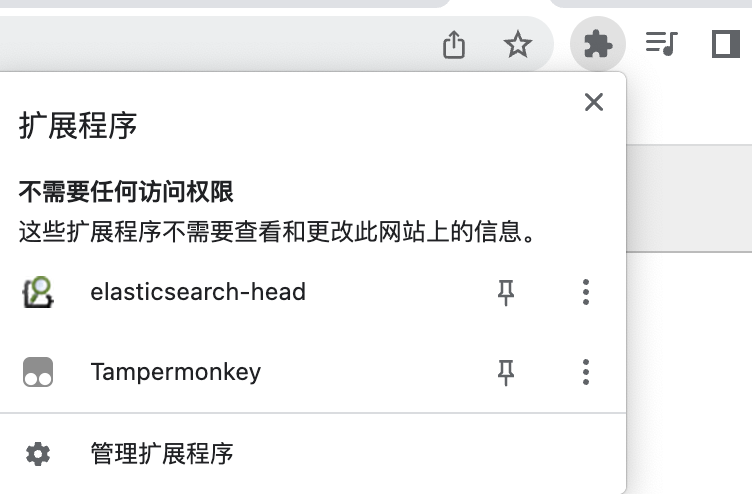 扩展程序
不需要任何访问权限
这些扩展程序不需要查看和更改此网站上的信息。
elasticsearch-head
Tampermonkey
管理扩展程序